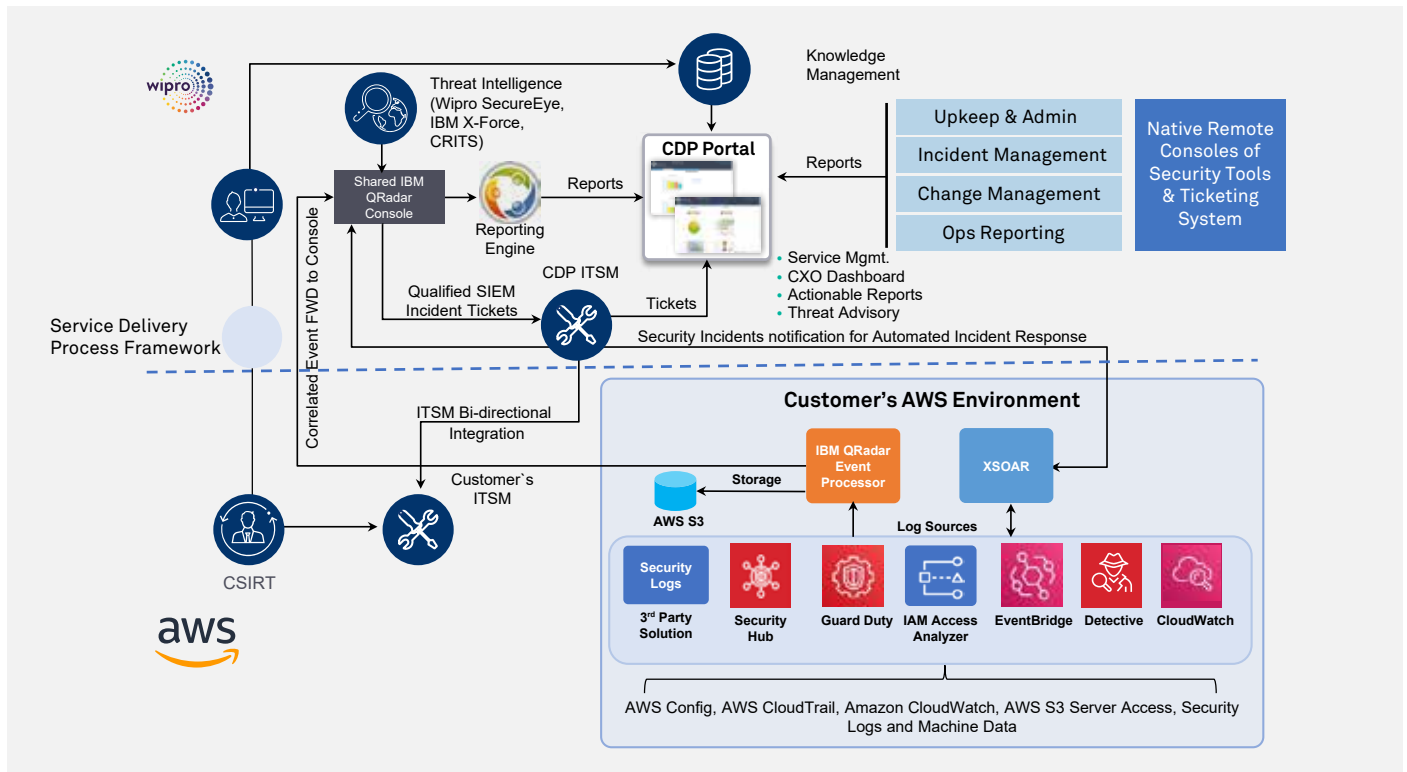 wipro
Threat Intelligence
(Wipro SecureEye,
IBM X-Force,
CRITS)
Knowledge
Management
Shared IBM
QRadar
Console
Reporting
Engine
Reports
CDP Portal
Reports
Upkeep & Admin
Incident Management
Change Management
Ops Reporting
Native Remote
Consoles of
Security Tools
& Ticketing
System
• Service Mgmt.
• CXO Dashboard
• Actionable Reports
• Threat Advisory
CDP ITSM
Qualified SIEM
Incident Tickets
Tickets
Security Incidents notification for Automated Incident Response
Service Delivery
Process Framework
Correlated Event FWD to Console
ITSM Bi-directional
Integration
Customer`s
ITSM
CSIRT
aws
Customer’s AWS Environment
IBM QRadar
Event
Processor
XSOAR
Storage
AWS S3
Log Sources
Security
Logs
3rd Party
Solution
Security
Hub
Guard Duty
IAM Access
Analyzer
EventBridge
Detective
CloudWatch
AWS Config, AWS CloudTrail, Amazon CloudWatch, AWS S3 Server Access, Security
Logs and Machine Data